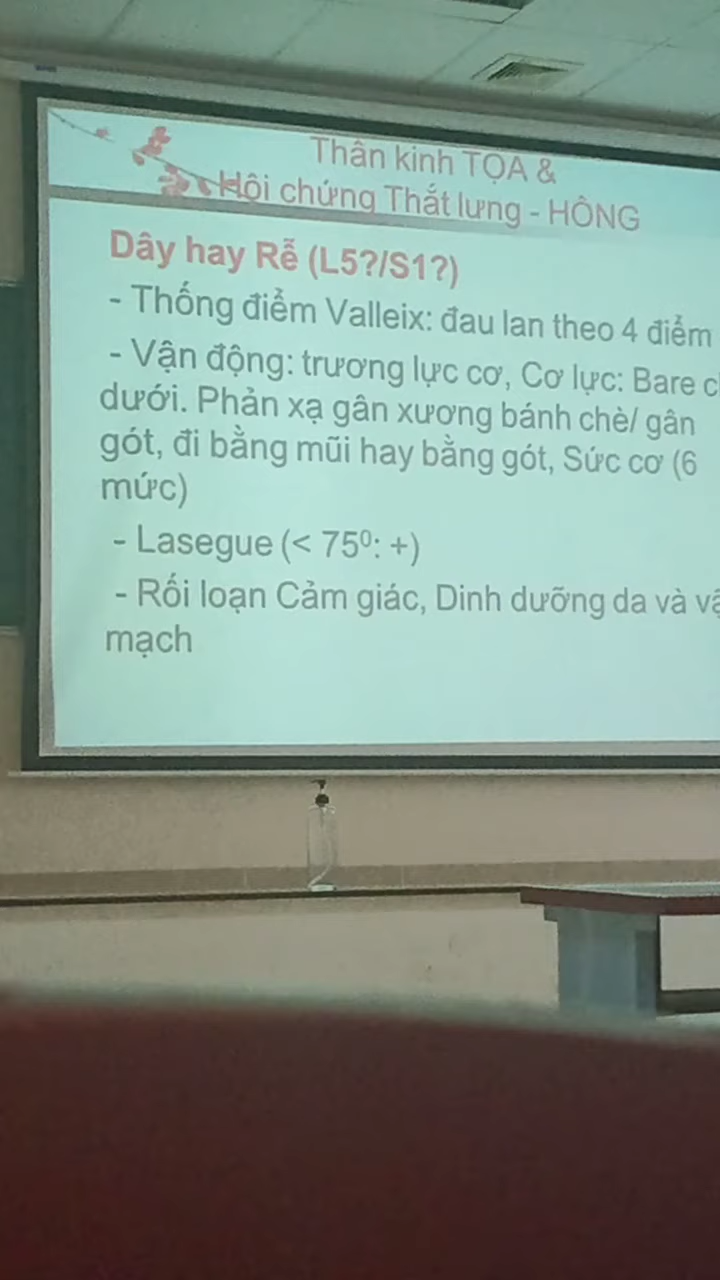 Thần kinh TỌA &
Hội chứng Thắt lưng - HÔNG
Dây hay Rễ (L5?/S1?)
- Thống điểm Valleix: đau lan theo 4 điểm
- Vận động: trương lực cơ, Cơ lực: Bare c
dưới. Phản xạ gân xương bánh chè/ gân
gót, đi bằng mũi hay bằng gót, Sức cơ (6
mức)
- Lasegue (< 75⁰: +)
- Rối loạn Cảm giác, Dinh dưỡng da và
mạch